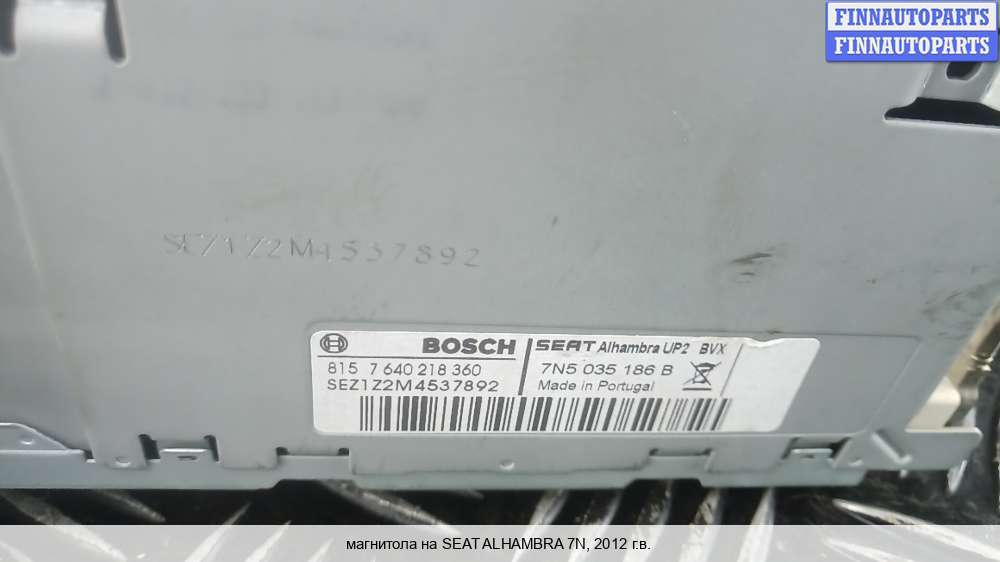 FINNAUTOPARTS
FINNAUTOPARTS
SEZ1Z2M4537892
BOSCH
815 7 640 218 360
SEZ1Z2M4537892
SEAT Alhambra UP2 BVX
7N5 035 186 B
Made in Portugal
магнитола на SEAT ALHAMBRA 7N, 2012 г.в.